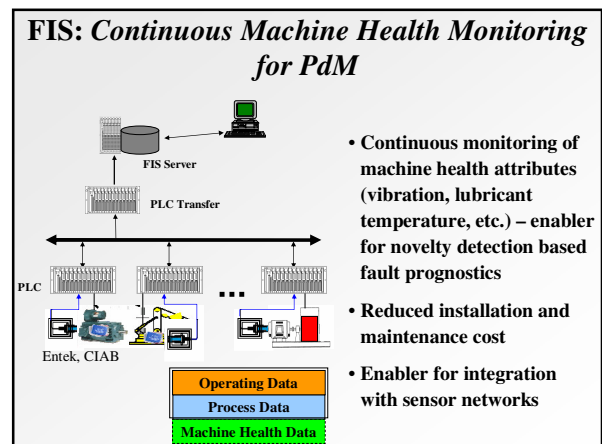 FIS: Continuous Machine Health Monitoring
for PdM
FIS Server
PLC Transfer
PLC
...
Entek, CIAB
Operating Data
Process Data
Machine Health Data
• Continuous monitoring of
machine health attributes
(vibration, lubricant
temperature, etc.) – enabler
for novelty detection based
fault prognostics
• Reduced installation and
maintenance cost
• Enabler for integration
with sensor networks